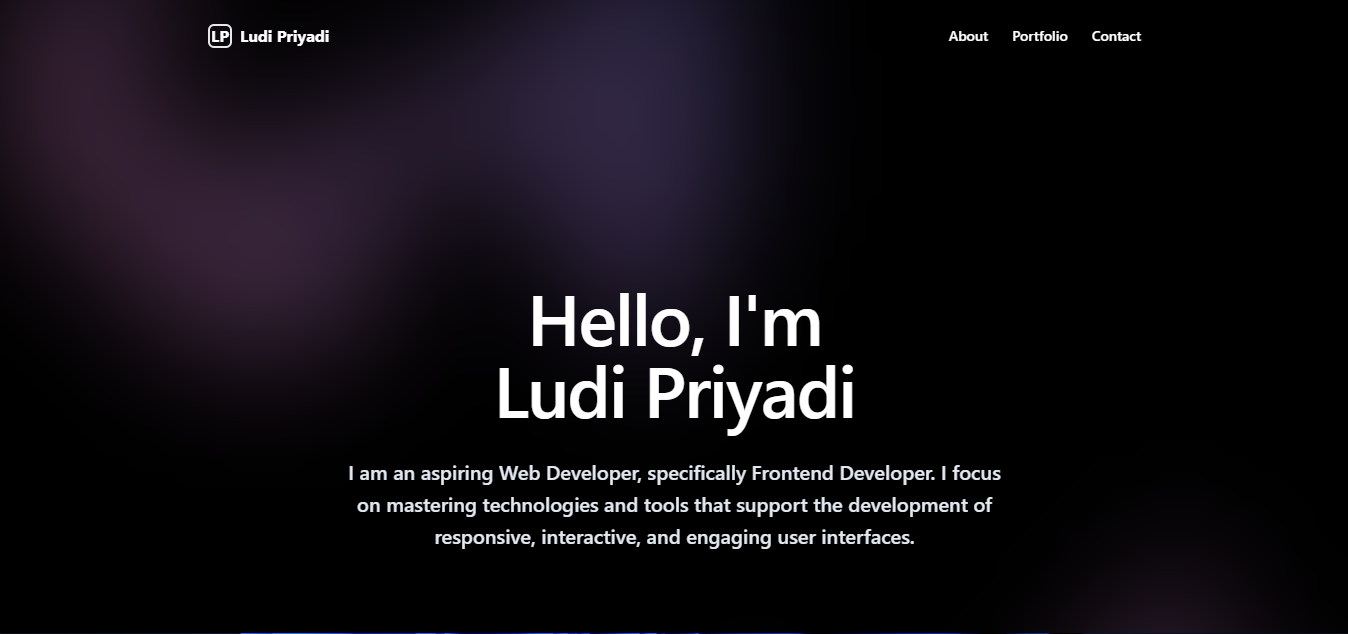 LP Ludi Priyadi
About Portfolio Contact
Hello, I'm
Ludi Priyadi
I am an aspiring Web Developer, specifically Frontend Developer. I focus
on mastering technologies and tools that support the development of
responsive, interactive, and engaging user interfaces.